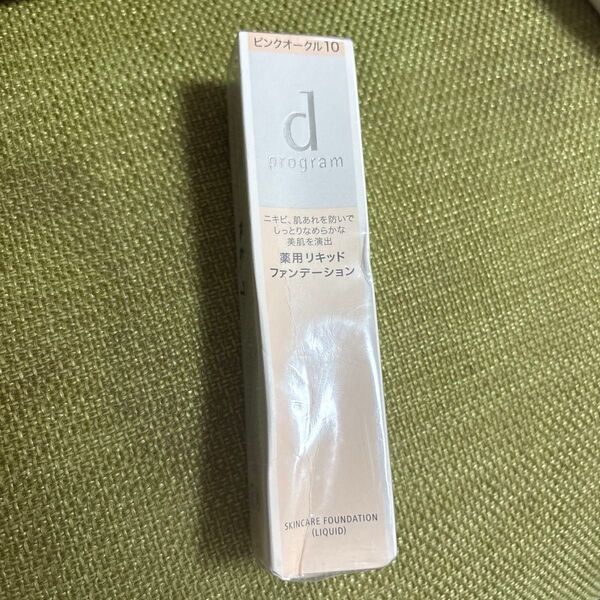 ピンクオークル10
d
program
ニキビ、肌あれを防いで
しっとりなめらかな
美肌を演出
薬用リキッド
ファンデーション
SKINCARE FOUNDATION
(LIQUID)